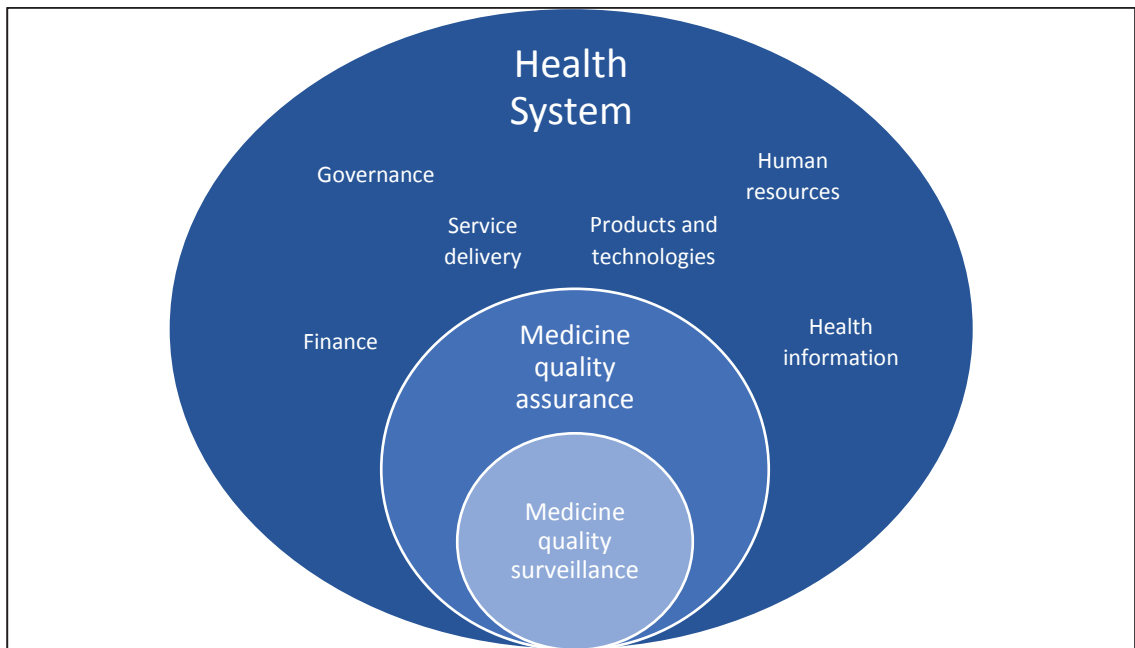 Health
System
Governance
Human
resources
Service
delivery
Products and
technologies
Finance
Health
information
Medicine
quality
assurance
Medicine
quality
surveillance